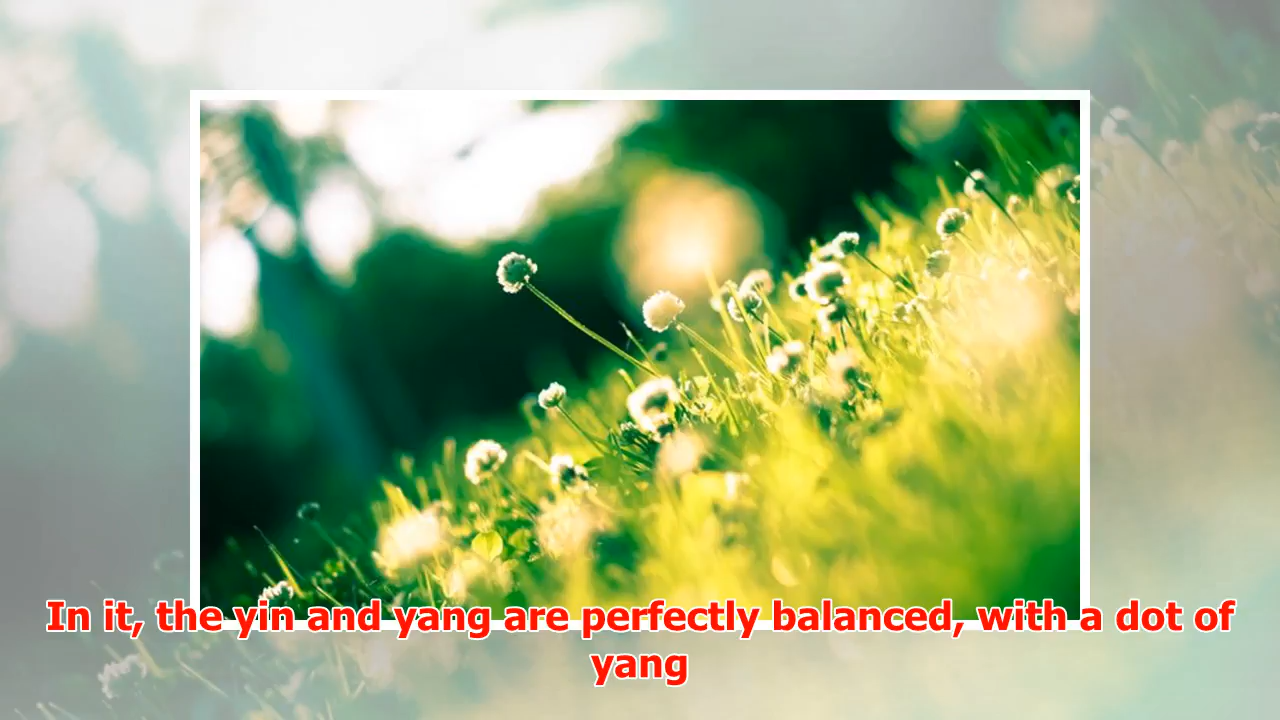 In it, the yin and yang are perfectly balanced, with a dot of
yang